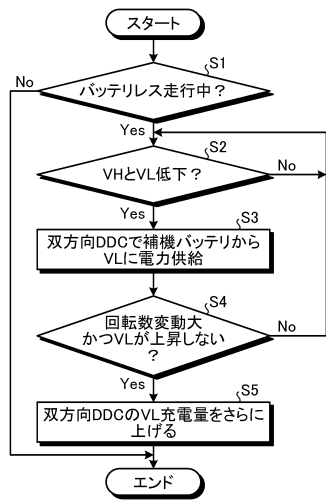 スタート
S1
バッテリレス走行中？
No
Yes
S2
VHとVL低下？
No
Yes
S3
双方向DDCで補機バッテリから
VLに電力供給
S4
回転数変動大
かつVLが上昇しない
？
No
Yes
S5
双方向DDCのVL充電量をさらに
上げる
エンド